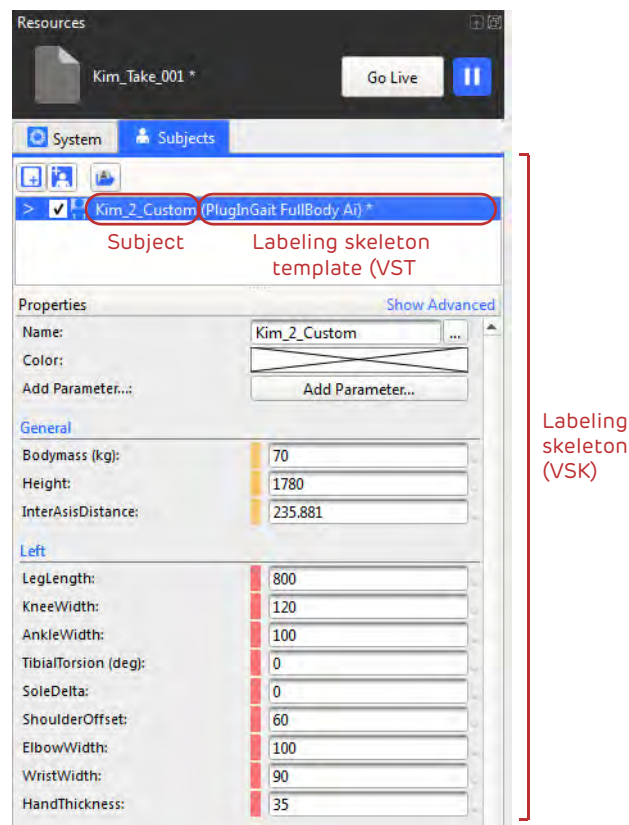 Resources
Kim_Take_001 *
Go Live
System Subjects
> Kim_2_Custom (PlugInGait FullBody Ai) *
Subject Labeling skeleton
template (VST
Properties Show Advanced
Name: Kim_2_Custom ...
Color:
Add Parameter...: Add Parameter...
General
Bodymass (kg): 70
Height: 1780
InterAsisDistance: 235.881
Left
LegLength: 800
KneeWidth: 120
AnkleWidth: 100
TibialTorsion (deg): 0
SoleDelta: 0
ShoulderOffset: 60
ElbowWidth: 100
WristWidth: 90
HandThickness: 35
Labeling
skeleton
(VSK)